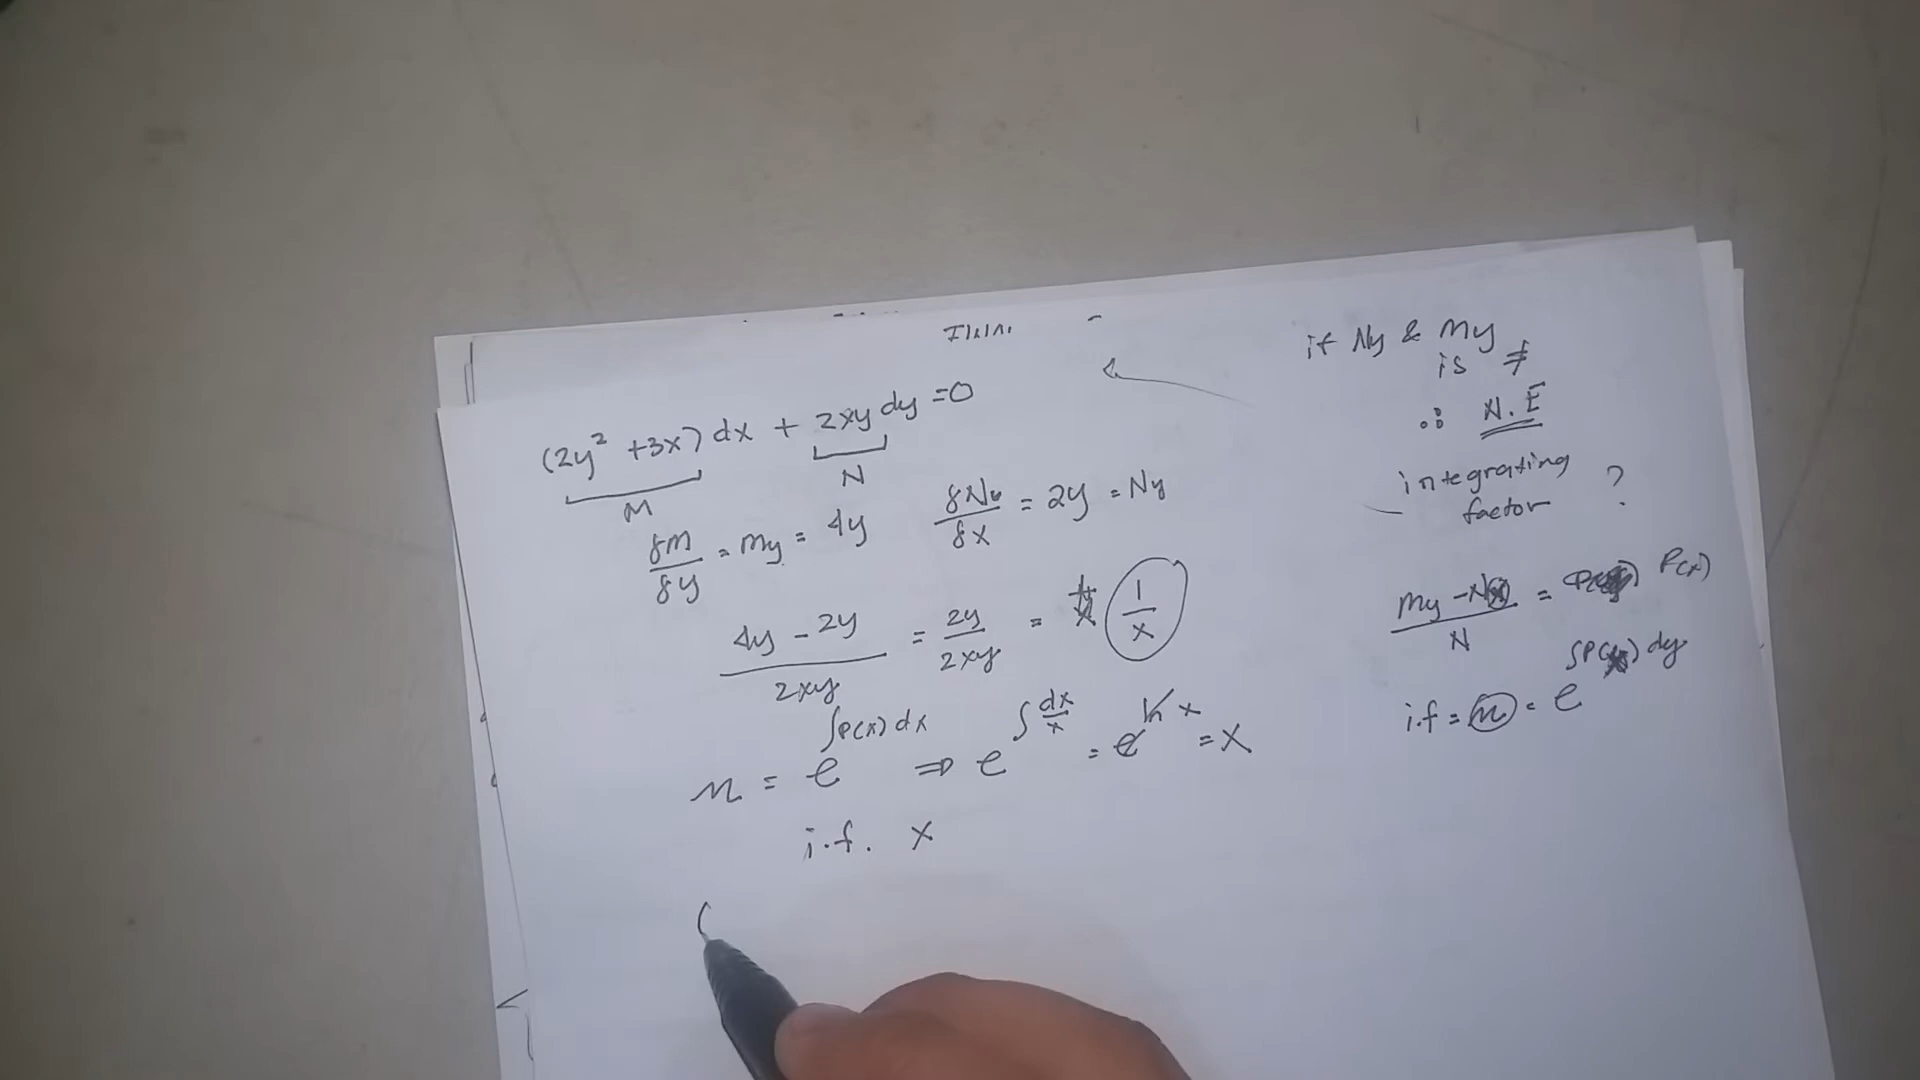 (2y² +3x) dx + 2xy dy =0
M
N
δM/δy = My = 4y
δN/δx = 2y = Ny
(4y - 2y)/2xy = 2y/2xy = 1/x
m = e^∫P(x) dx ⇒ e^∫dx/x = e^ln x = x
i.f. x
(
if Ny & My
is ≠
∴ N.E
integrating
factor ?
(My - N)/N = P(x)
i.f = m = e^∫P( ) dy